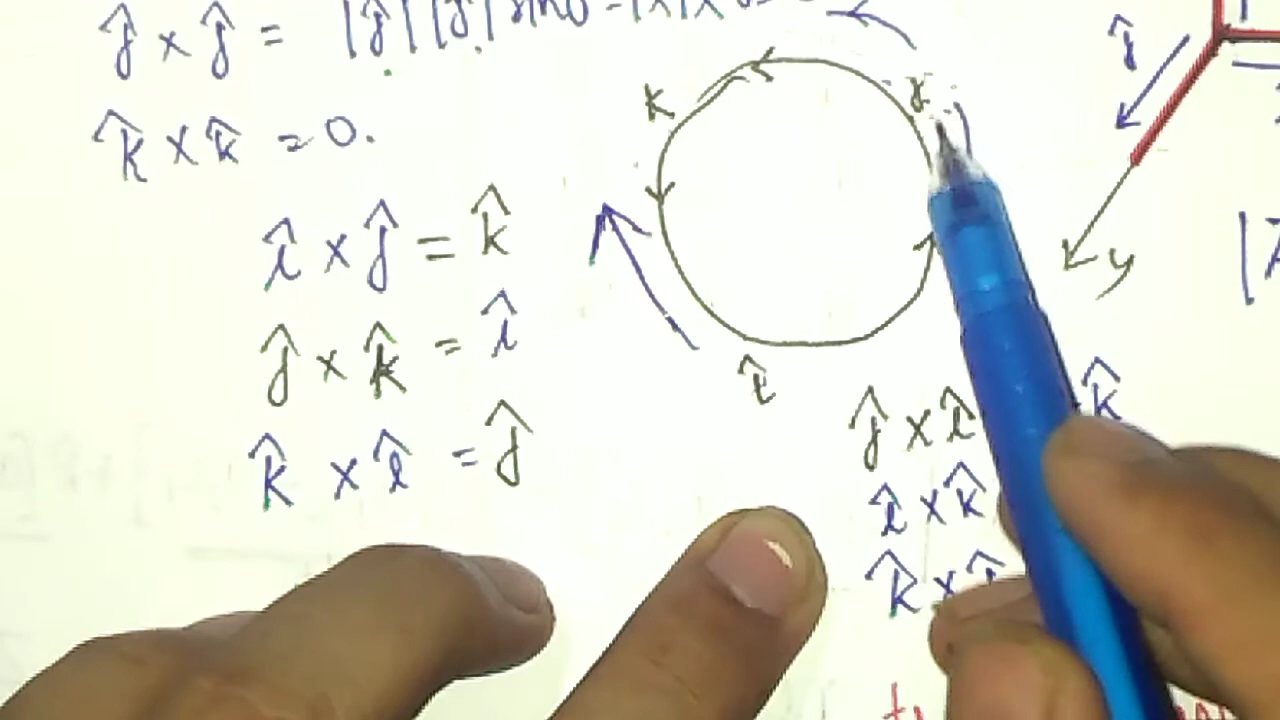 ĵ × ĵ = |ĵ| |ĵ| sinθ =
k̂ × k̂ = 0.
î × ĵ = k̂
ĵ × k̂ = î
k̂ × î = ĵ
k
î
ĵ
y
ĵ × î
k̂
î × k̂
k̂ ×